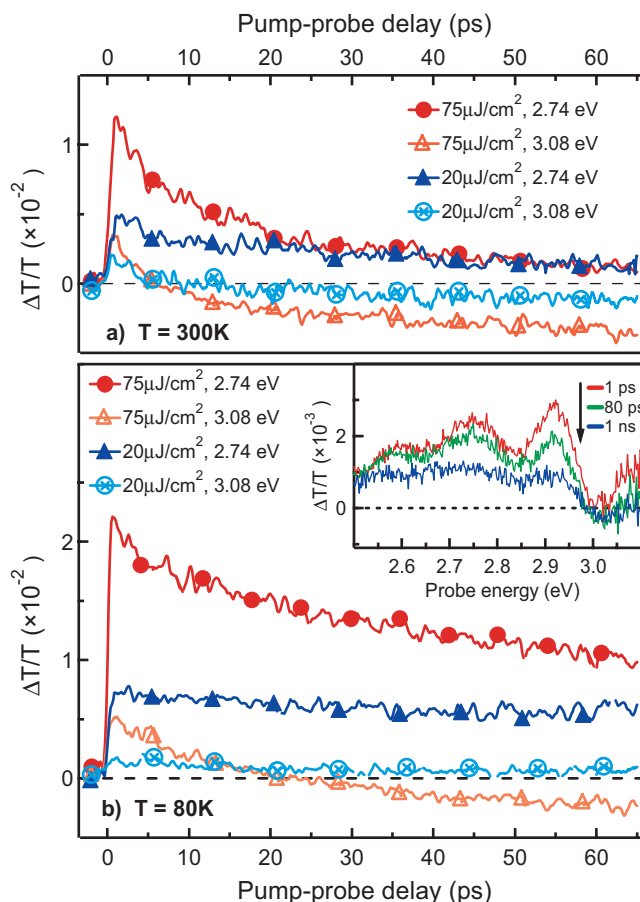 Pump-probe delay (ps)
0 10 20 30 40 50 60
75μJ/cm², 2.74 eV
75μJ/cm², 3.08 eV
20μJ/cm², 2.74 eV
20μJ/cm², 3.08 eV
ΔT/T (×10⁻²)
1
0
a) T = 300K
75μJ/cm², 2.74 eV
75μJ/cm², 3.08 eV
20μJ/cm², 2.74 eV
20μJ/cm², 3.08 eV
1 ps
80 ps
1 ns
ΔT/T (×10⁻³)
2
0
2.6 2.7 2.8 2.9 3.0
Probe energy (eV)
ΔT/T (×10⁻²)
2
1
0
b) T = 80K
0 10 20 30 40 50 60
Pump-probe delay (ps)